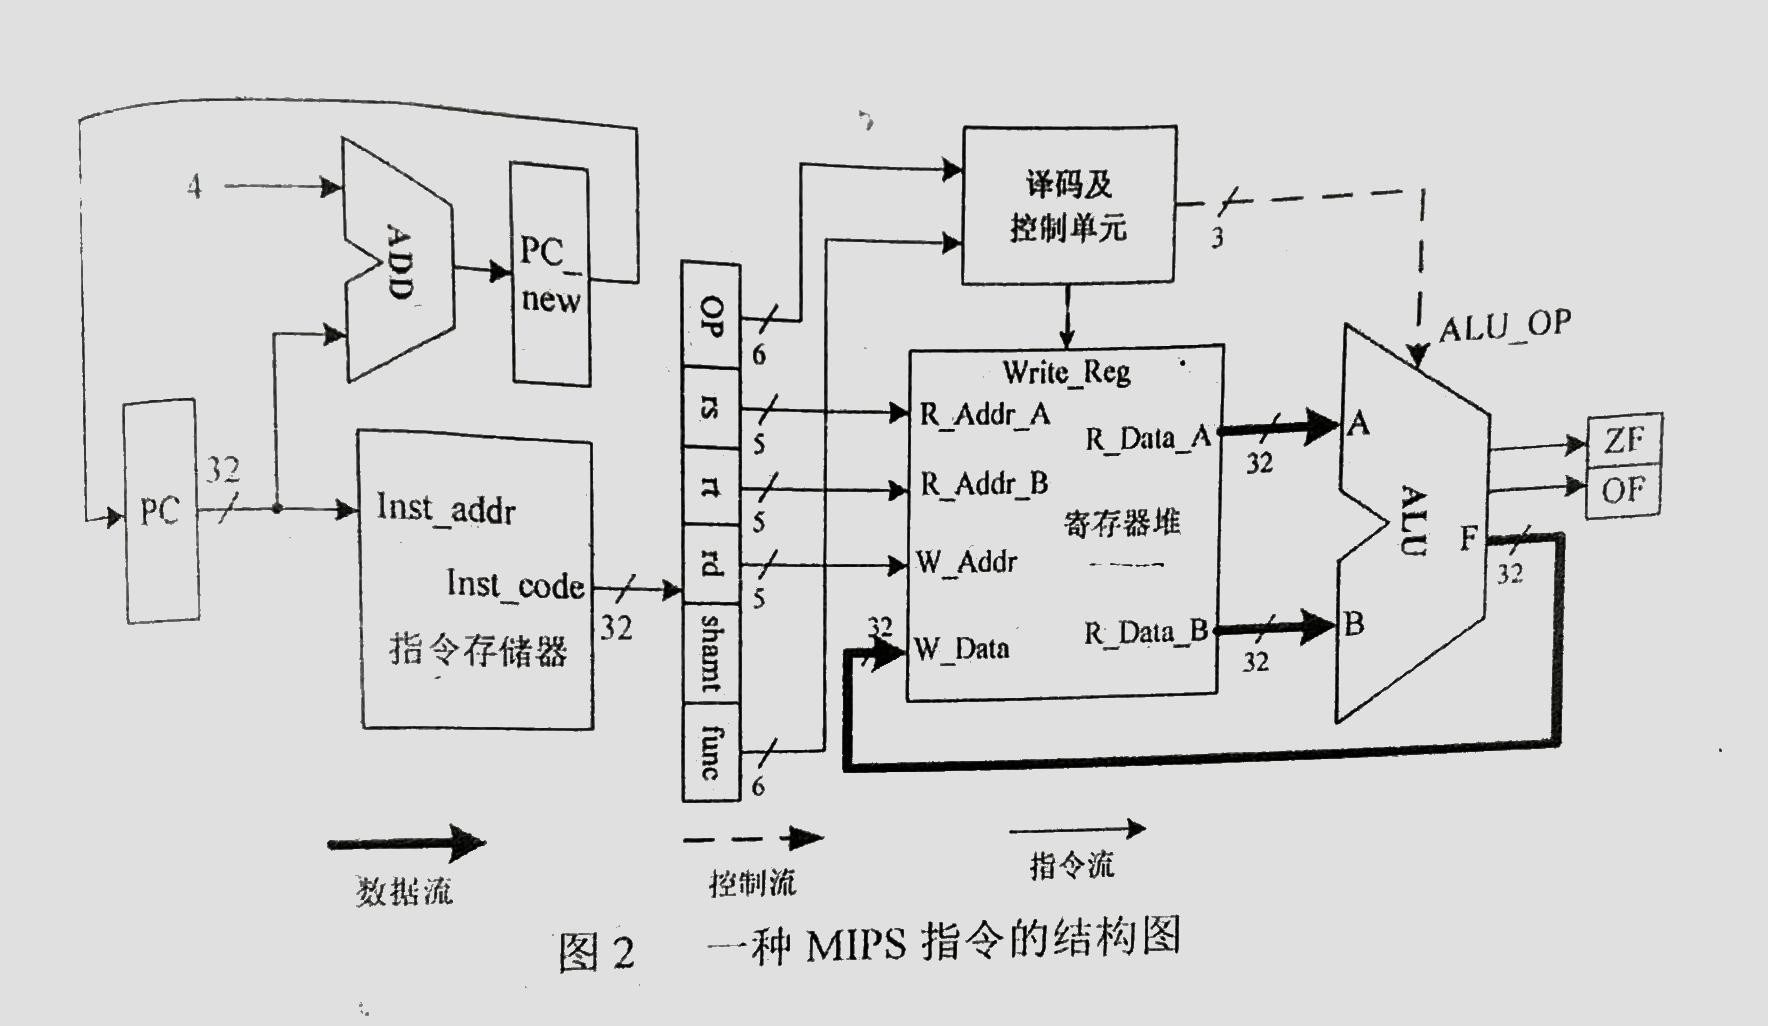 4
ADD
PC_
new
PC
32
Inst_addr
Inst_code
指令存储器
32
OP
rs
rt
rd
shamt
func
6
5
5
5
6
译码及
控制单元
3
ALU_OP
Write_Reg
R_Addr_A
R_Data_A
R_Addr_B
寄存器堆
W_Addr
R_Data_B
W_Data
32
32
32
A
B
ALU
F
32
ZF
OF
数据流
控制流
指令流
图2 一种 MIPS 指令的结构图